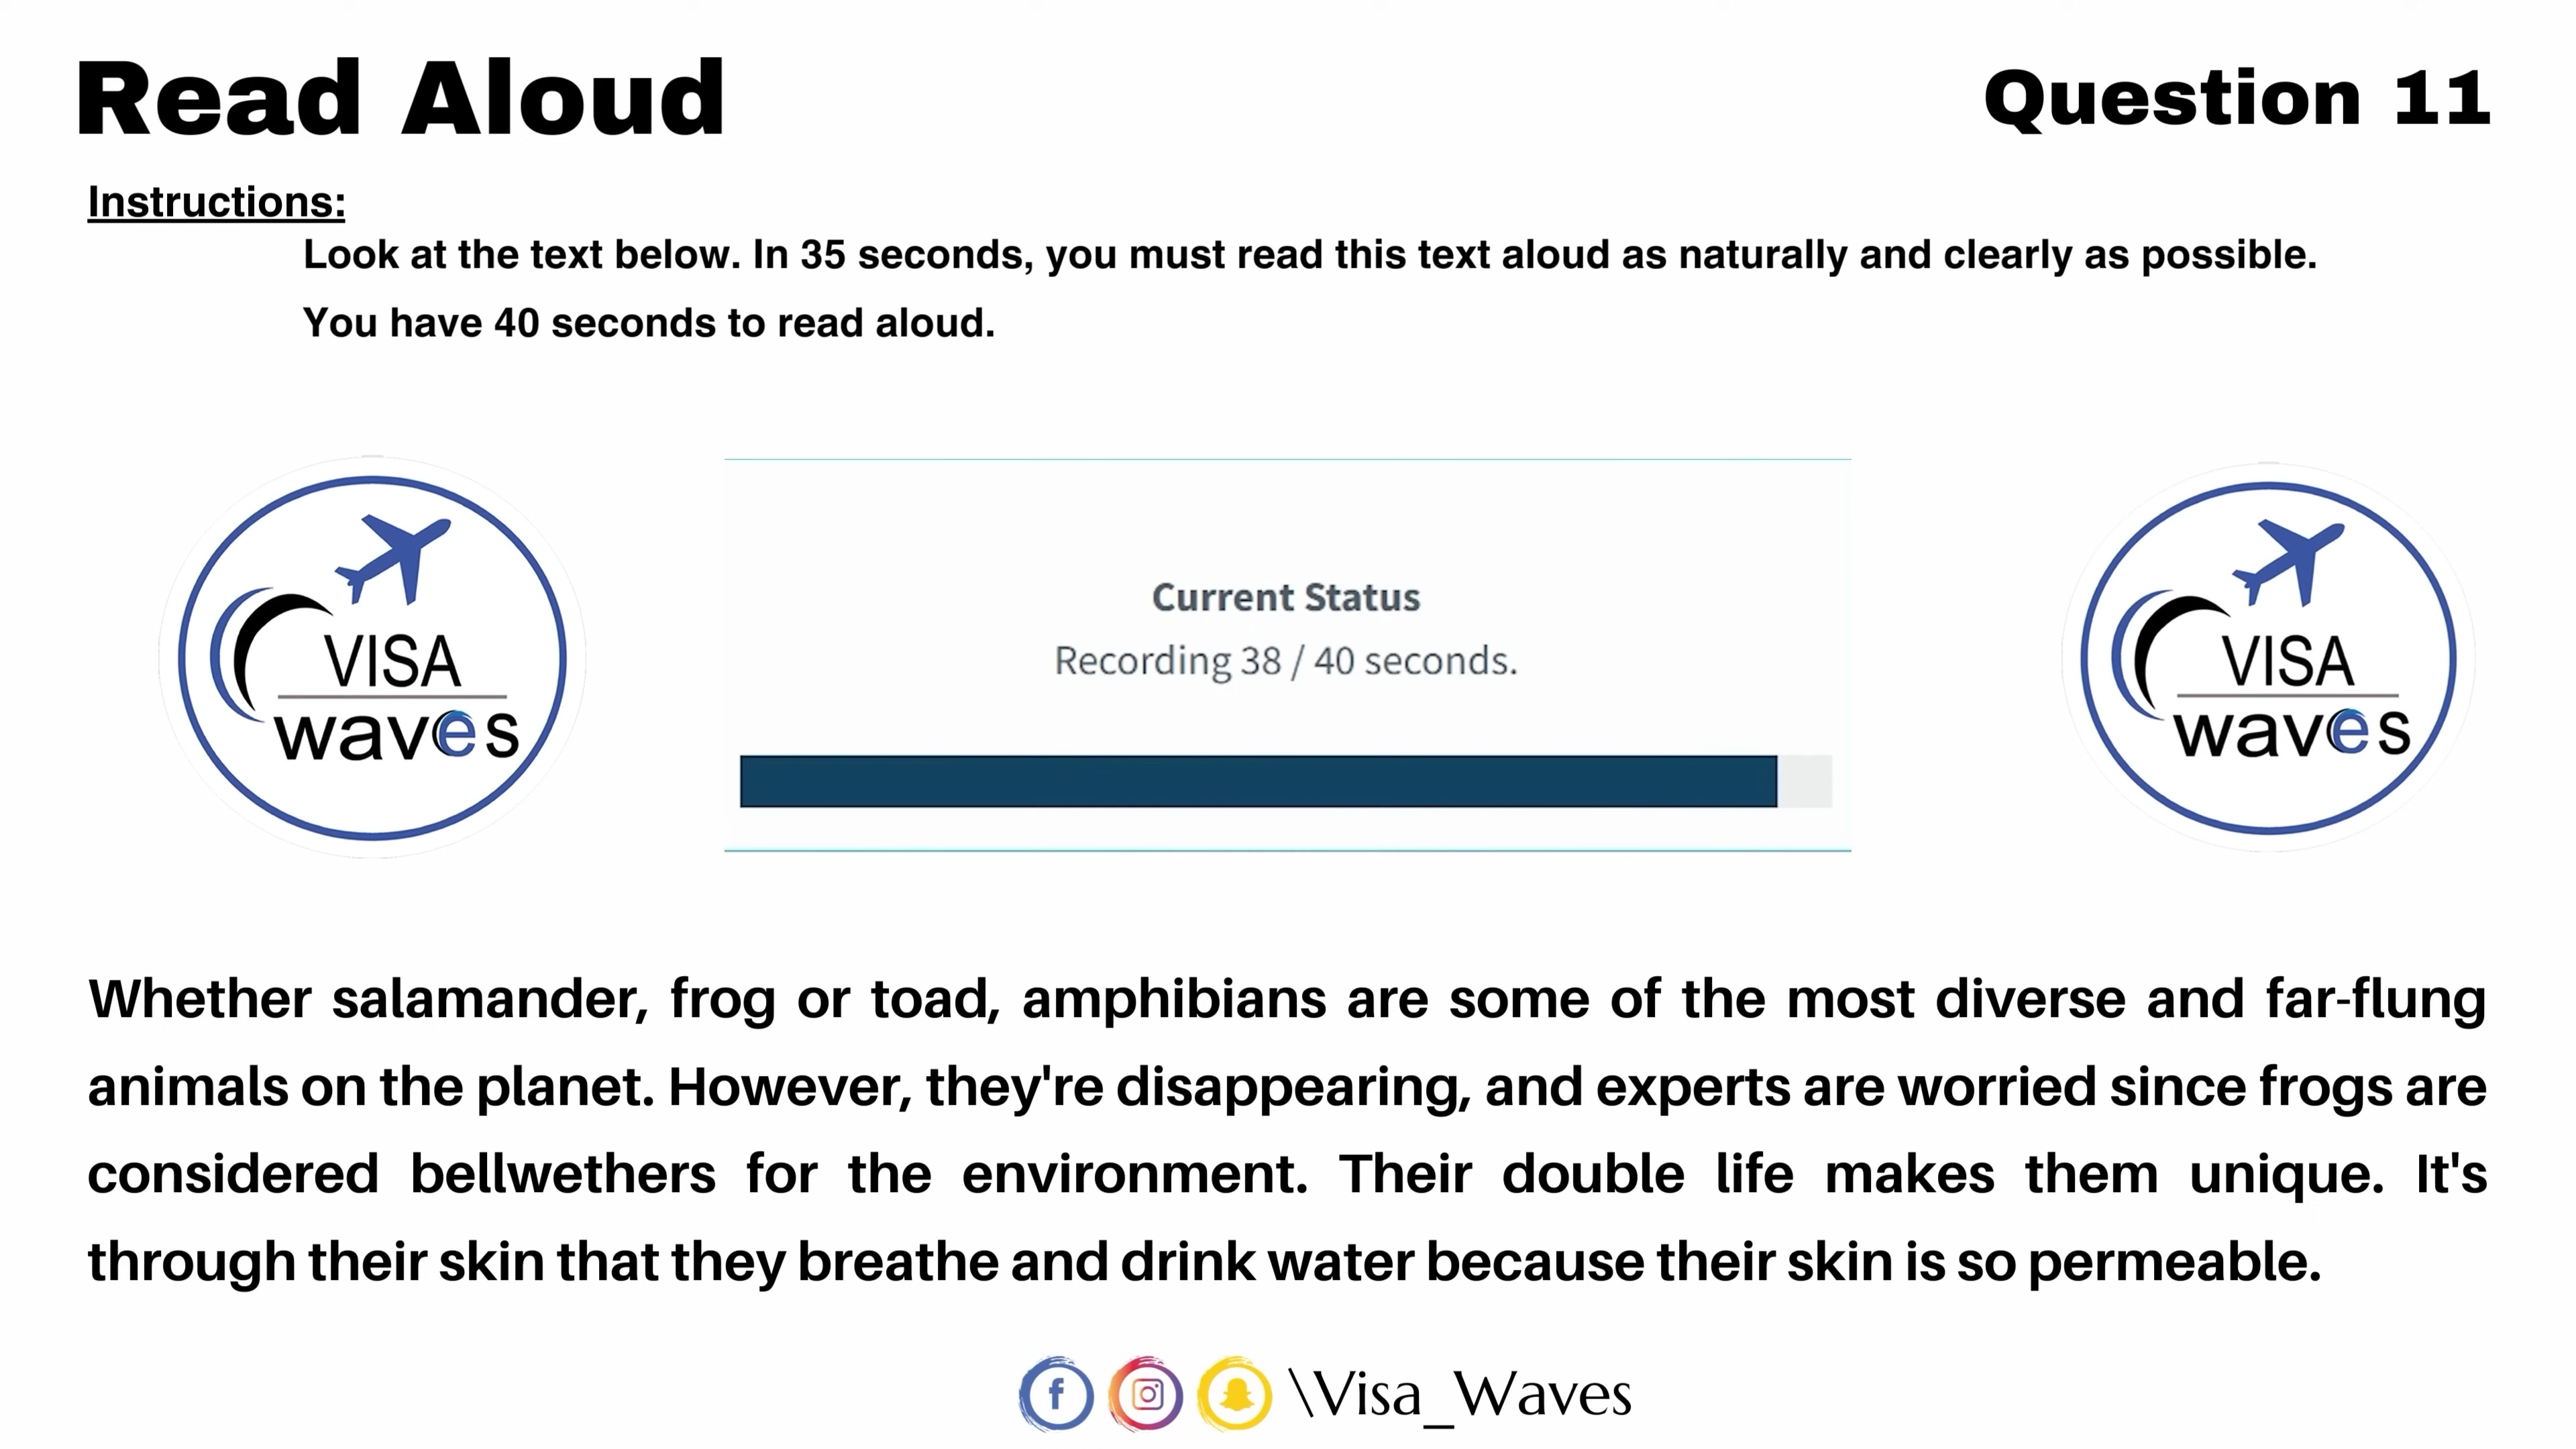 Read Aloud
Question 11
Instructions:
Look at the text below. In 35 seconds, you must read this text aloud as naturally and clearly as possible.
You have 40 seconds to read aloud.
VISA
waves
Current Status
Recording 38 / 40 seconds.
VISA
waves
Whether salamander, frog or toad, amphibians are some of the most diverse and far-flung
animals on the planet. However, they're disappearing, and experts are worried since frogs are
considered bellwethers for the environment. Their double life makes them unique. It's
through their skin that they breathe and drink water because their skin is so permeable.
\Visa_Waves